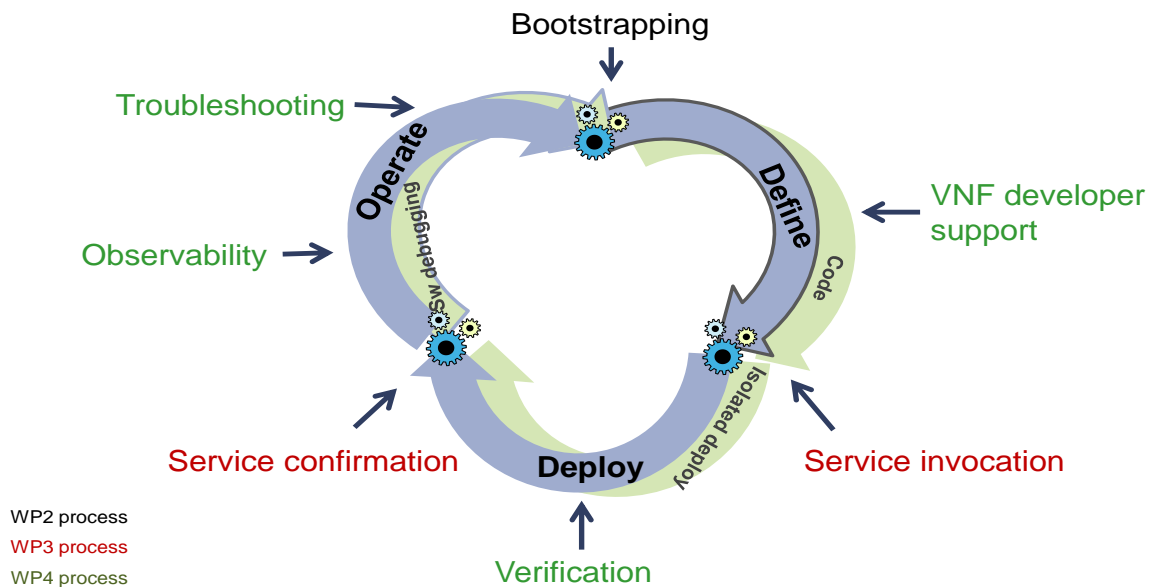 Bootstrapping
Troubleshooting
Operate
Define
VNF developer
support
Sw debugging
Observability
Code
Isolated deploy
Service confirmation
Deploy
Service invocation
WP2 process
WP3 process
Verification
WP4 process